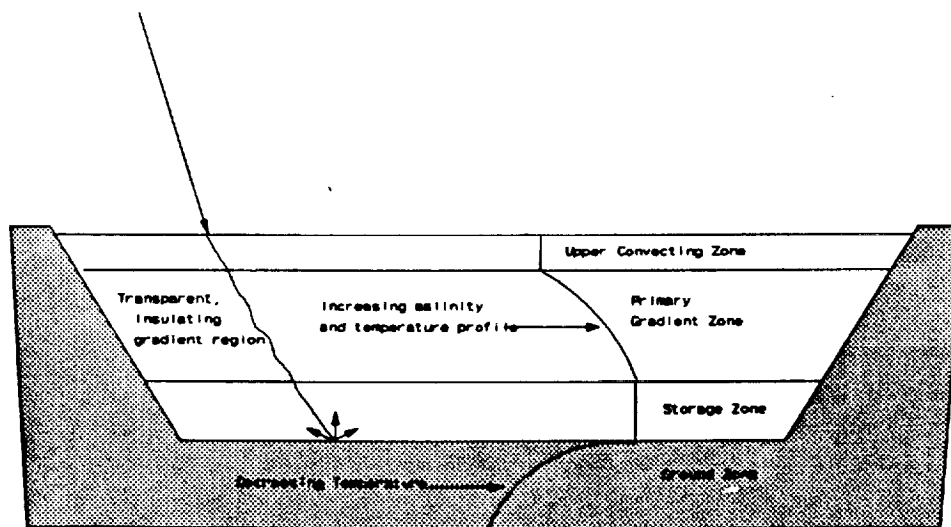 Upper Convecting Zone
Transparent,
insulating
gradient region
Increasing salinity
and temperature profile
Primary
Gradient Zone
Storage Zone
Decreasing Temperature
Ground Zone